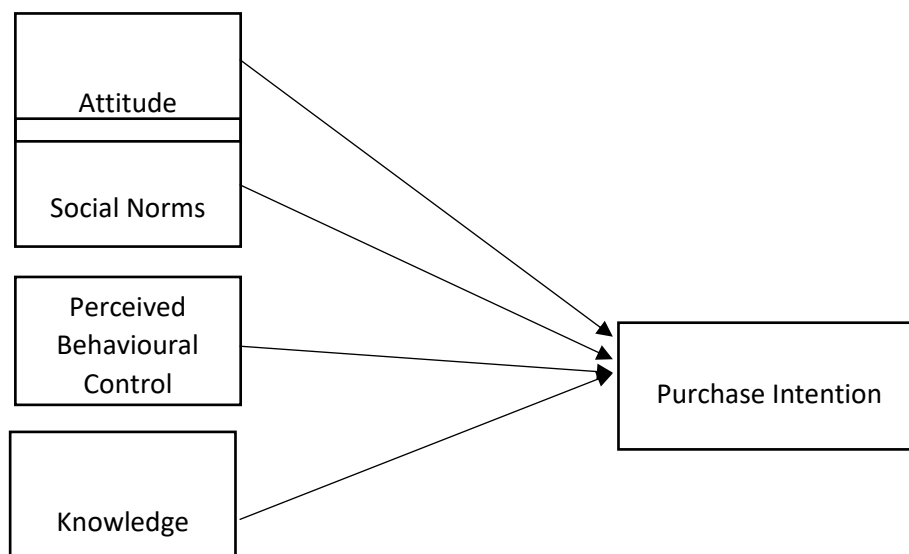 Attitude
Social Norms
Perceived
Behavioural
Control
Purchase Intention
Knowledge